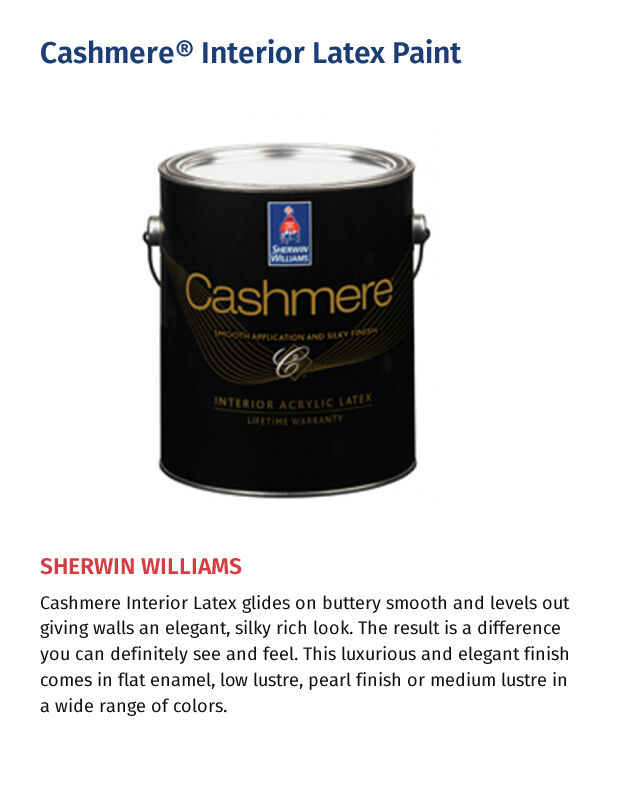 Cashmere® Interior Latex Paint
SHERWIN
WILLIAMS
Cashmere
SMOOTH APPLICATION AND SILKY FINISH
C
INTERIOR ACRYLIC LATEX
LIFETIME WARRANTY
SHERWIN WILLIAMS
Cashmere Interior Latex glides on buttery smooth and levels out
giving walls an elegant, silky rich look. The result is a difference
you can definitely see and feel. This luxurious and elegant finish
comes in flat enamel, low lustre, pearl finish or medium lustre in
a wide range of colors.